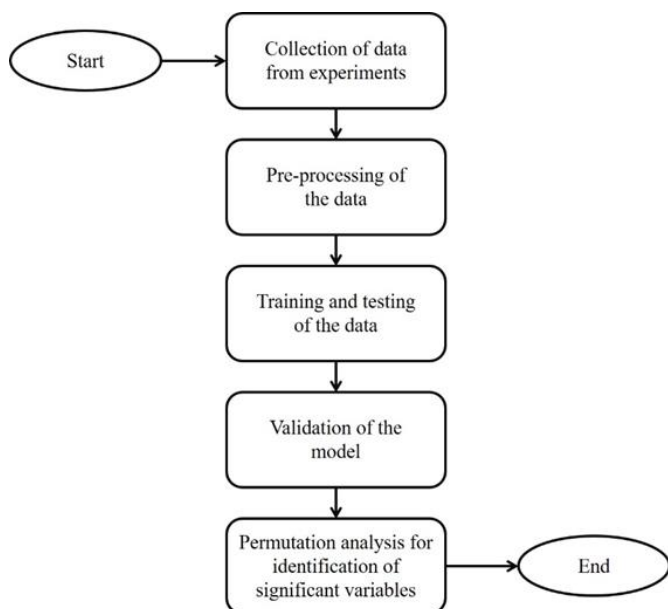 Start
Collection of data
from experiments
Pre-processing of
the data
Training and testing
of the data
Validation of the
model
Permutation analysis for
identification of
significant variables
End